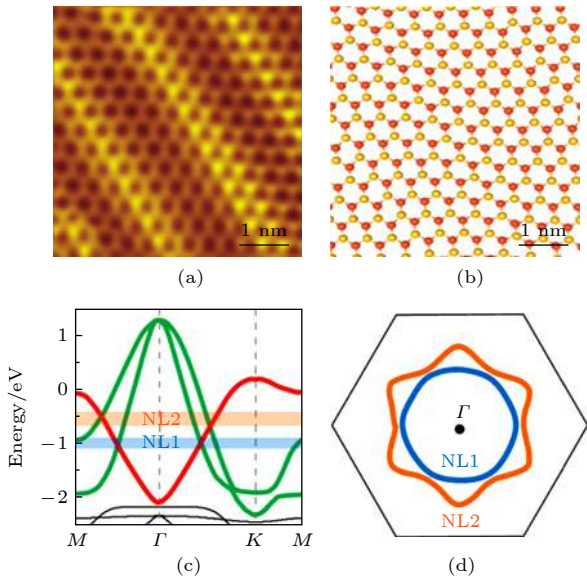 1 nm
1 nm
(a)
(b)
Energy/eV
1
0
−1
−2
NL2
NL1
M
Γ
K
M
(c)
Γ
NL1
NL2
(d)